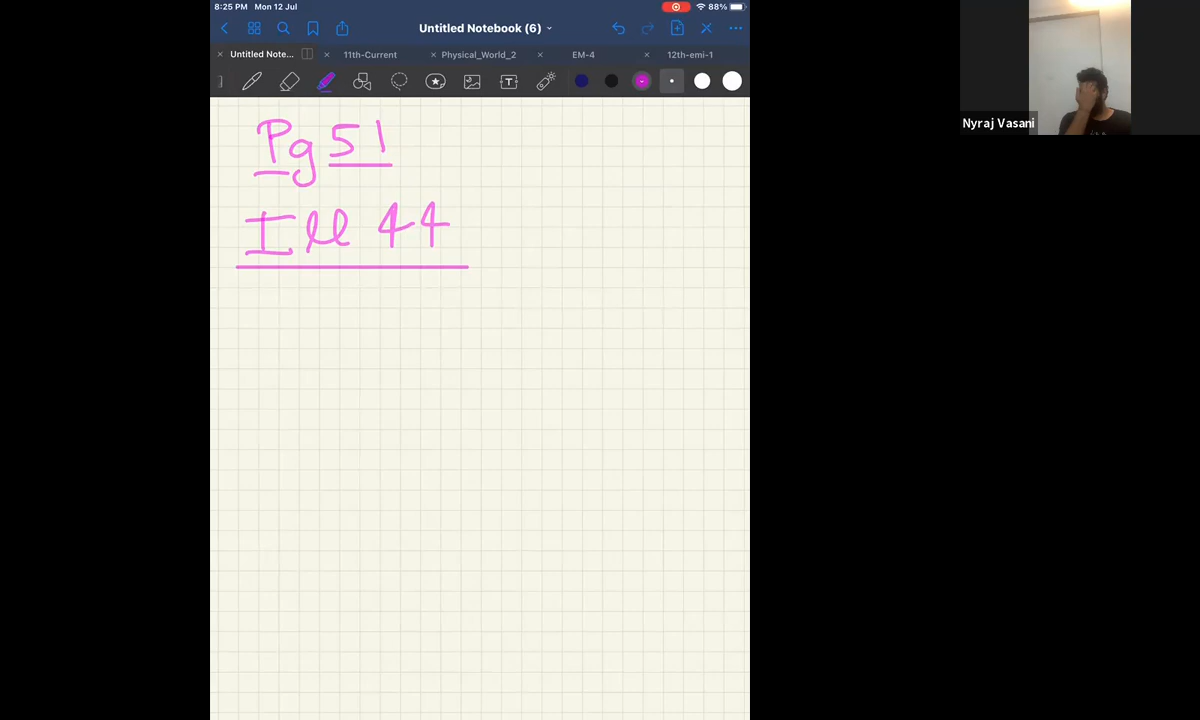 8:25 PM Mon 12 Jul
88%
Untitled Notebook (6)
Untitled Note...
11th-Current
Physical_World_2
EM-4
12th-emi-1
Nyraj Vasani
Pg 51
Ill 44